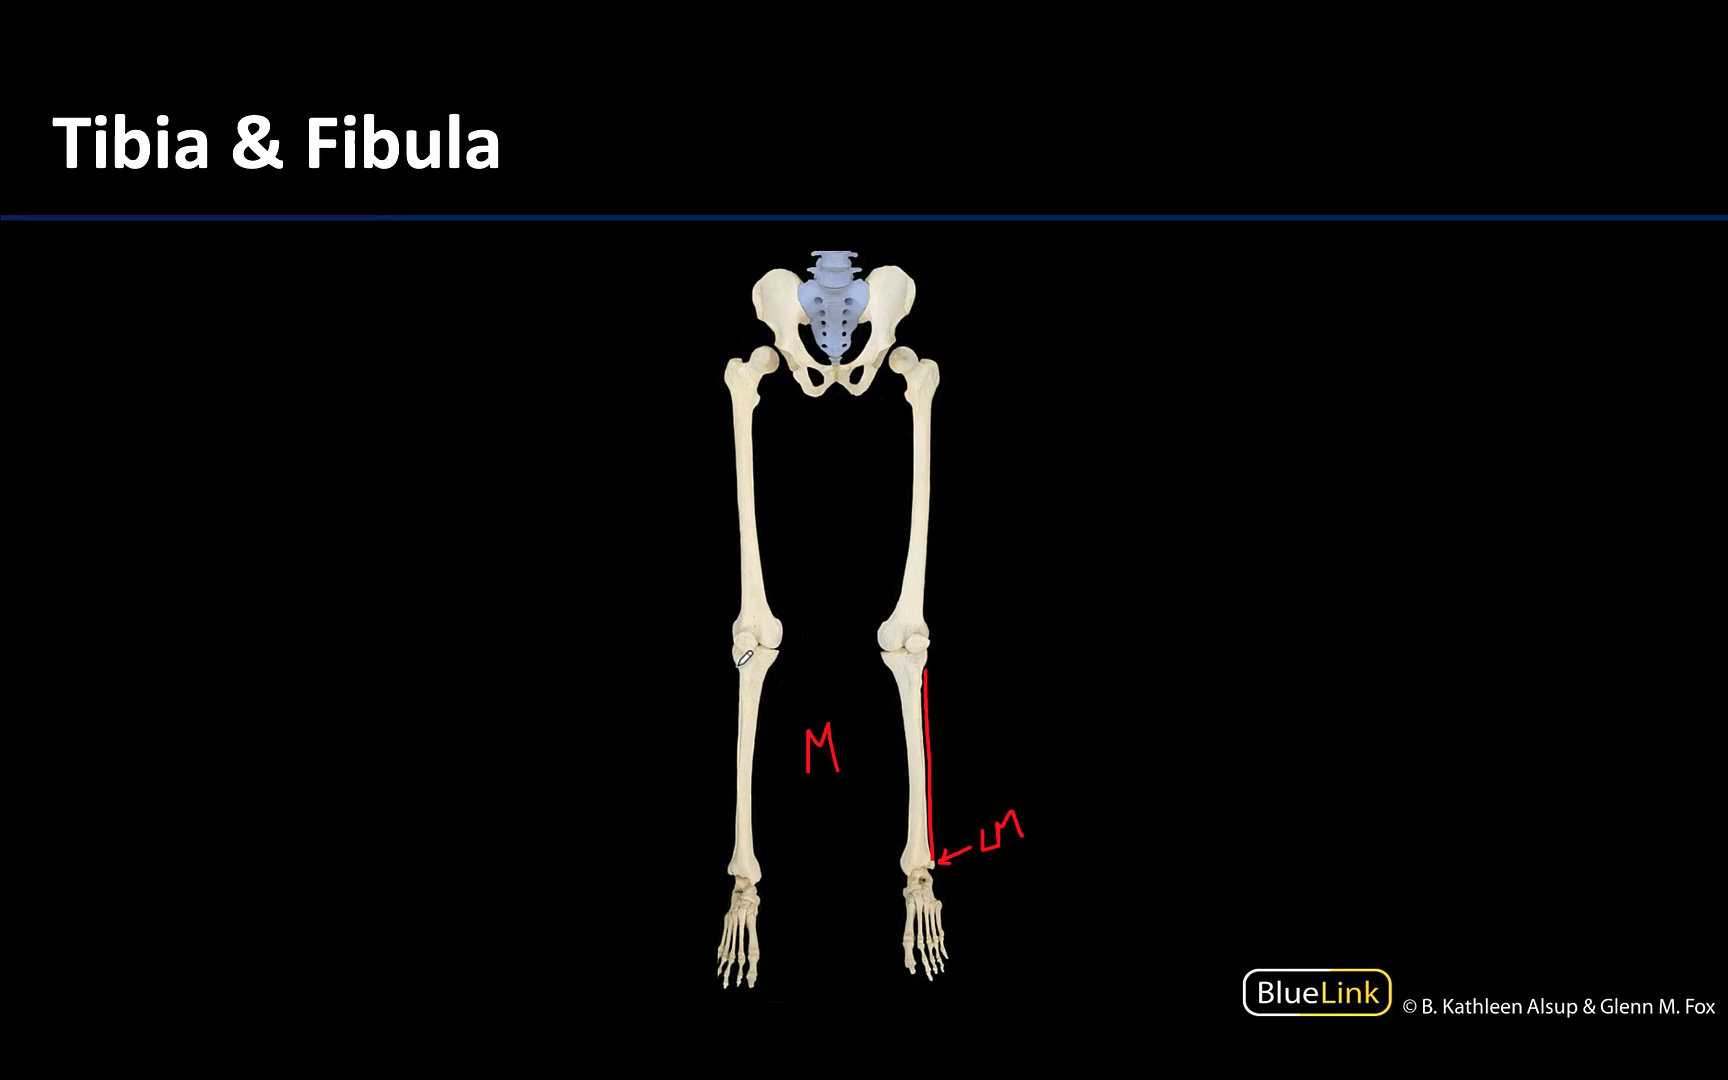 Tibia & Fibula
M
LM
BlueLink
© B. Kathleen Alsup & Glenn M. Fox